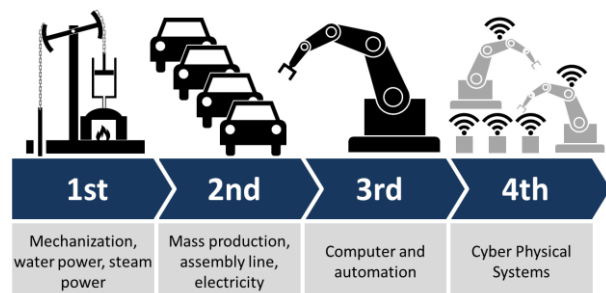 1st
2nd
3rd
4th
Mechanization,
water power, steam
power
Mass production,
assembly line,
electricity
Computer and
automation
Cyber Physical
Systems